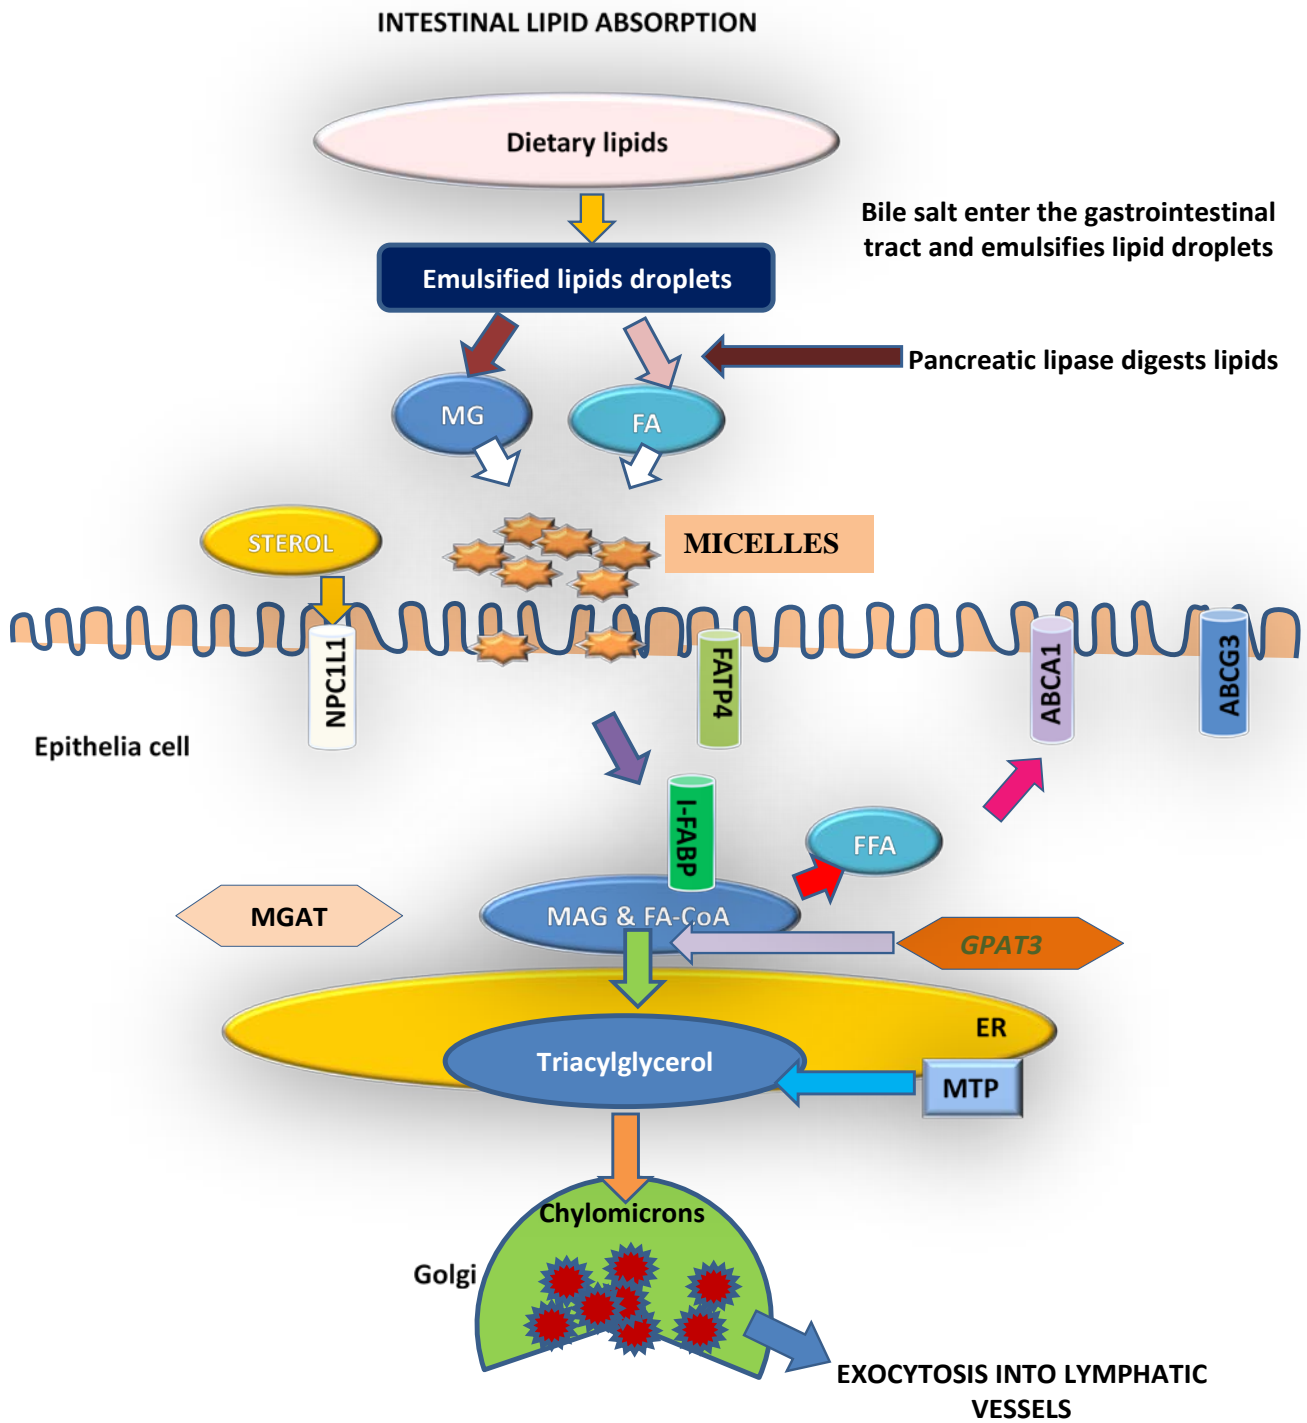 INTESTINAL LIPID ABSORPTION
Dietary lipids
Bile salt enter the gastrointestinal
tract and emulsifies lipid droplets
Emulsified lipids droplets
Pancreatic lipase digests lipids
MG
FA
STEROL
MICELLES
NPC1L1
FATP4
ABCA1
ABCG3
Epithelia cell
I-FABP
FFA
MGAT
MAG & FA-CoA
GPAT3
ER
Triacylglycerol
MTP
Chylomicrons
Golgi
EXOCYTOSIS INTO LYMPHATIC
VESSELS